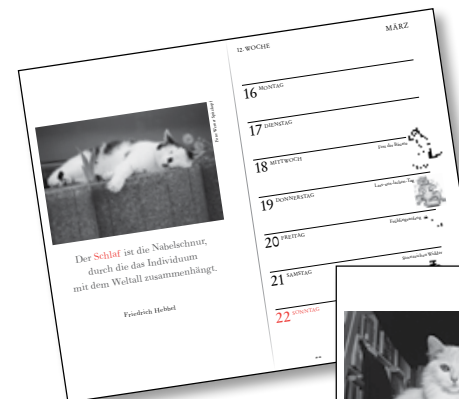 Der Schlaf ist die Nabelschnur,
durch die das Individuum
mit dem Weltall zusammenhängt.
Friedrich Hebbel
12. WOCHE
MÄRZ
16 MONTAG
17 DIENSTAG
18 MITTWOCH
19 DONNERSTAG
20 FREITAG
21 SAMSTAG
22 SONNTAG